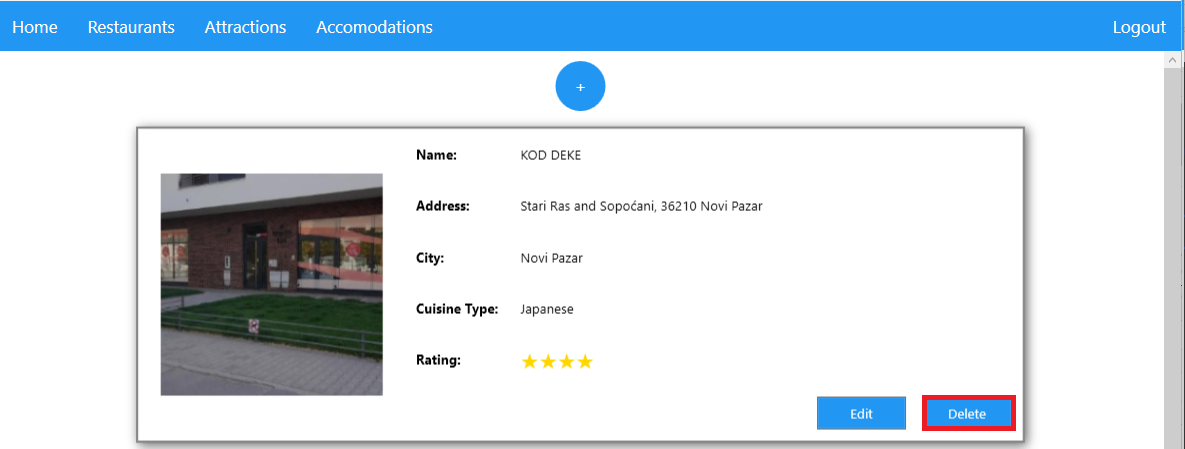 Home Restaurants Attractions Accomodations Logout
+
Name: KOD DEKE
Address: Stari Ras and Sopoćani, 36210 Novi Pazar
City: Novi Pazar
Cuisine Type: Japanese
Rating: ★★★★
Edit Delete